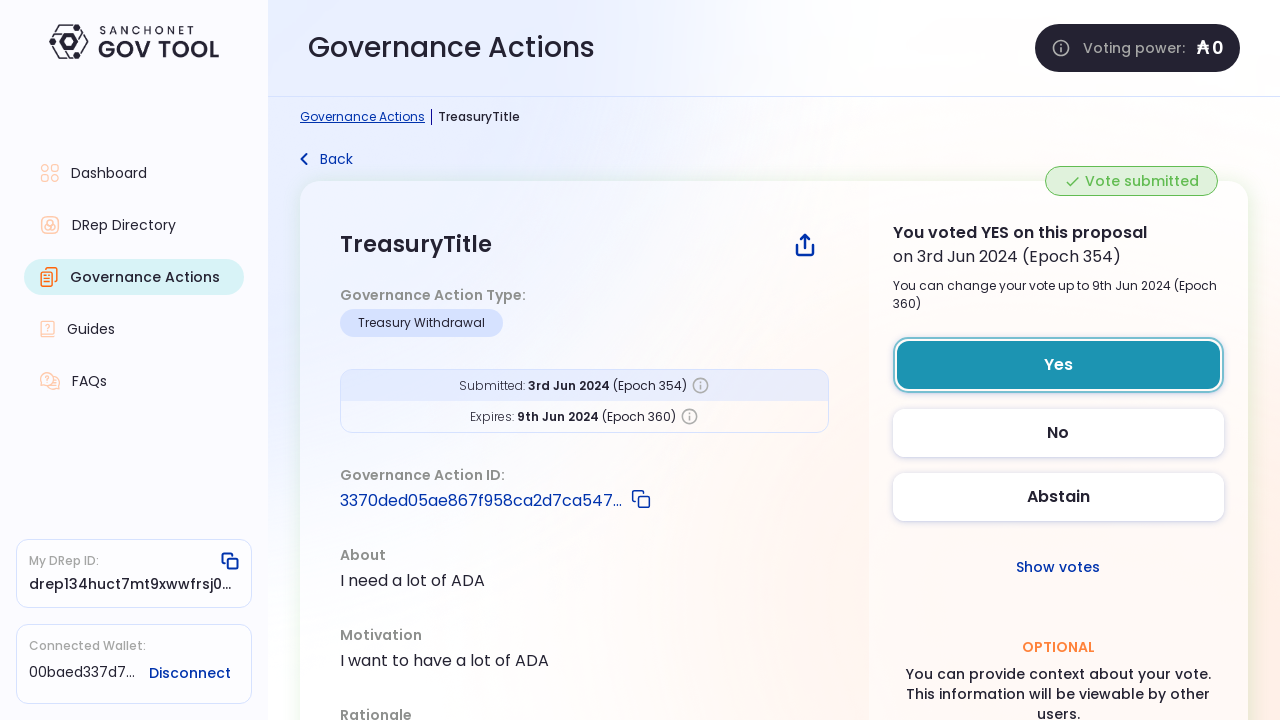 SANCHONET
GOV TOOL
Dashboard
DRep Directory
Governance Actions
Guides
FAQs
My DRep ID:
drep134huct7mt9xwwfrsj0...
Connected Wallet:
00baed337d7...
Disconnect
Governance Actions
Voting power: ₳ 0
Governance Actions | TreasuryTitle
Back
Vote submitted
TreasuryTitle
Governance Action Type:
Treasury Withdrawal
Submitted: 3rd Jun 2024 (Epoch 354)
Expires: 9th Jun 2024 (Epoch 360)
Governance Action ID:
3370ded05ae867f958ca2d7ca547...
About
I need a lot of ADA
Motivation
I want to have a lot of ADA
Rationale
You voted YES on this proposal
on 3rd Jun 2024 (Epoch 354)
You can change your vote up to 9th Jun 2024 (Epoch
360)
Yes
No
Abstain
Show votes
OPTIONAL
You can provide context about your vote.
This information will be viewable by other
users.